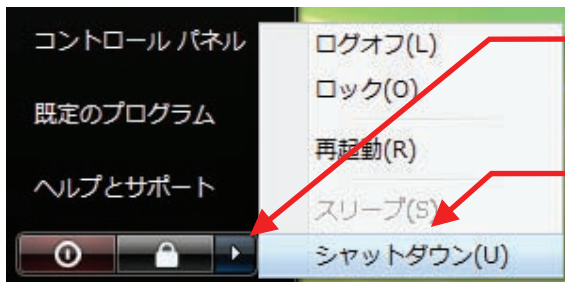 コントロール パネル
既定のプログラム
ヘルプとサポート
ログオフ(L)
ロック(O)
再起動(R)
スリープ(S)
シャットダウン(U)